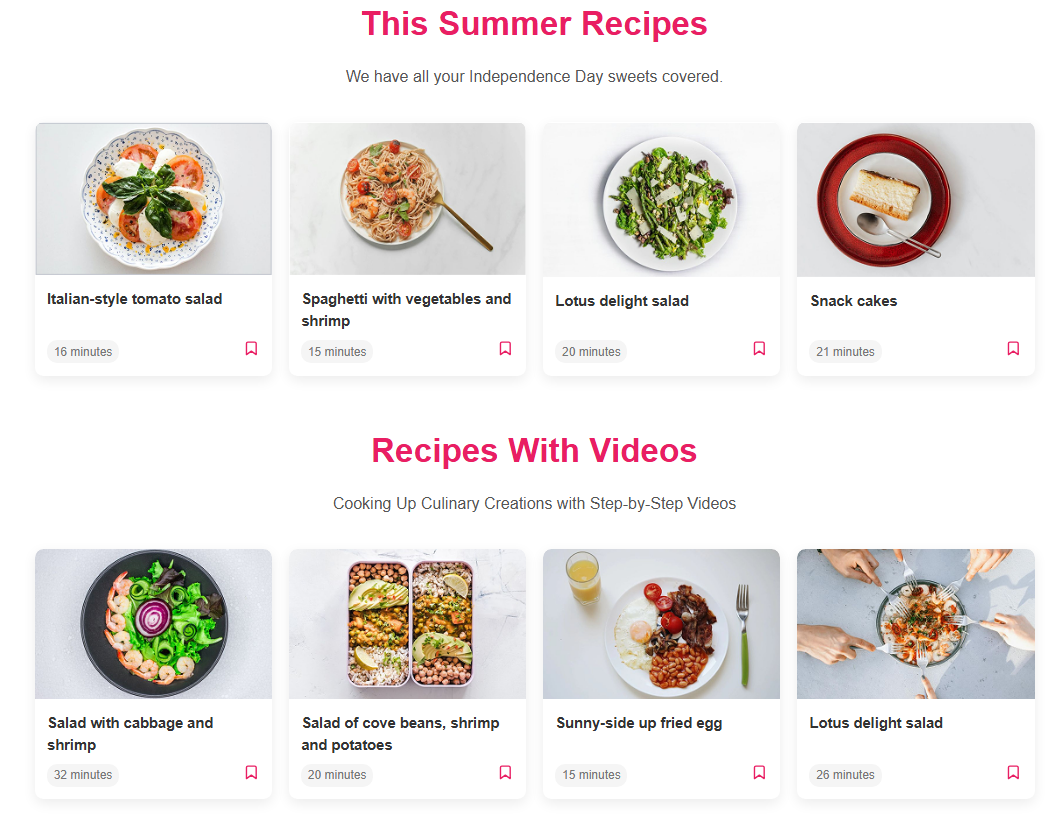 This Summer Recipes
We have all your Independence Day sweets covered.
Italian-style tomato salad
16 minutes
Spaghetti with vegetables and
shrimp
15 minutes
Lotus delight salad
20 minutes
Snack cakes
21 minutes
Recipes With Videos
Cooking Up Culinary Creations with Step-by-Step Videos
Salad with cabbage and
shrimp
32 minutes
Salad of cove beans, shrimp
and potatoes
20 minutes
Sunny-side up fried egg
15 minutes
Lotus delight salad
26 minutes